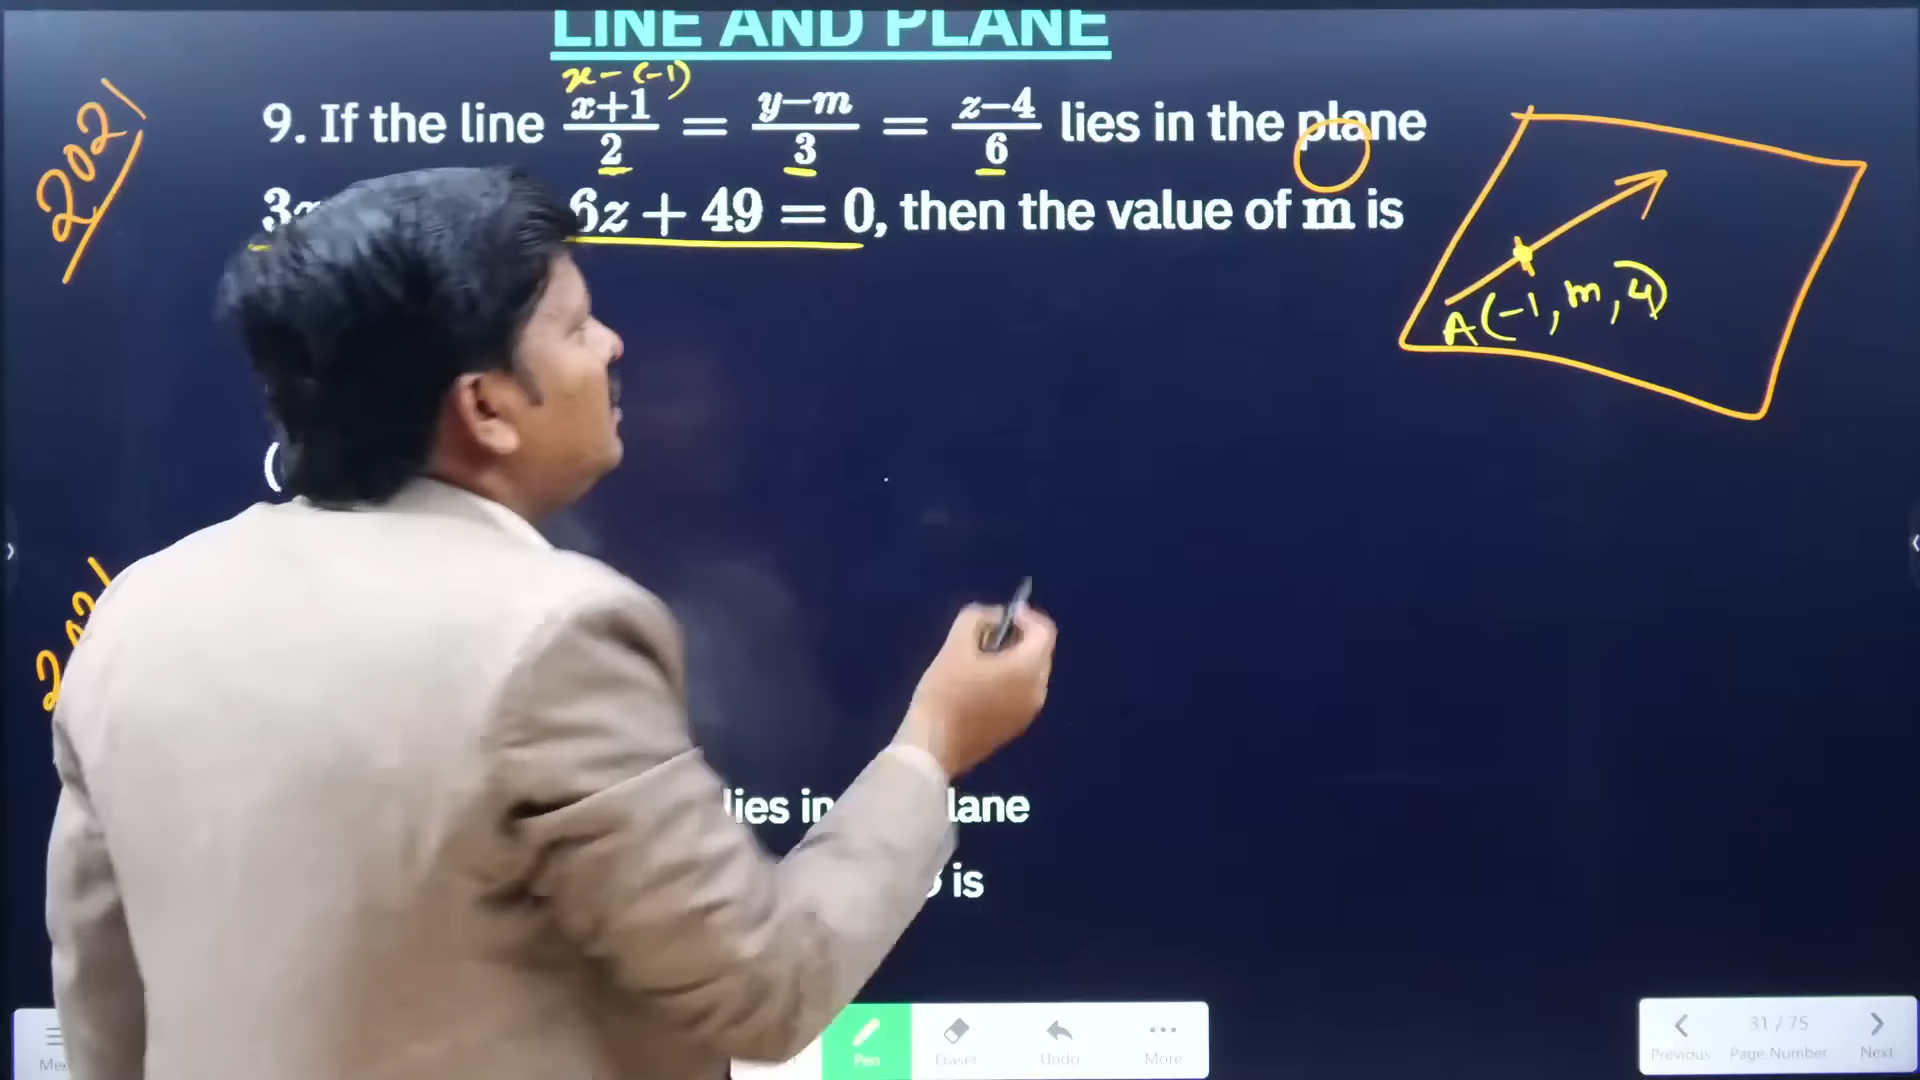 LINE AND PLANE
x-(-1)
9. If the line x+1/2 = y-m/3 = z-4/6 lies in the plane
6z + 49 = 0, then the value of m is
2021
A(-1, m, 4)
(
lies in plane
is
Pen
Eraser
Undo
More
31 / 75
Previous
Page Number
Next